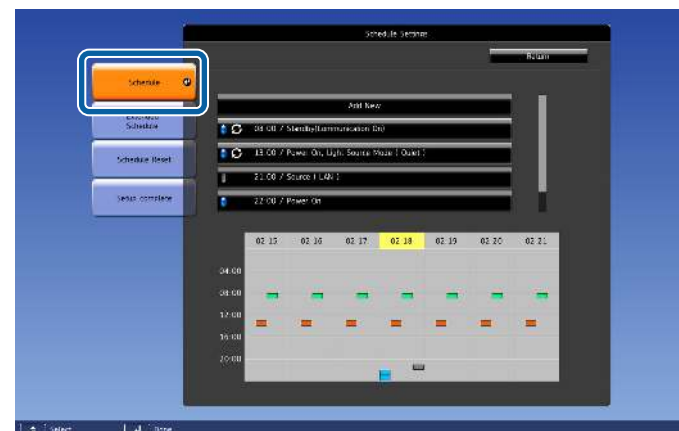 Schedule Settings
Return
Schedule
Add New
Schedule
08:00 / Standby(Communication On)
Schedule Reset
13:00 / Power On, Light Source Mode ( Quiet )
21:00 / Source ( LAN )
Setup complete
22:00 / Power On
02-15 02-16 02-17 02-18 02-19 02-20 02-21
04:00
08:00
12:00
16:00
20:00
Select
Done